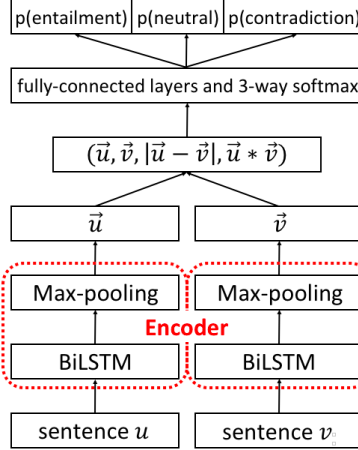 p(entailment) p(neutral) p(contradiction)
fully-connected layers and 3-way softmax
(u⃗, v⃗, |u⃗ − v⃗|, u⃗ * v⃗)
u⃗ v⃗
Max-pooling Max-pooling
Encoder
BiLSTM BiLSTM
sentence u sentence v